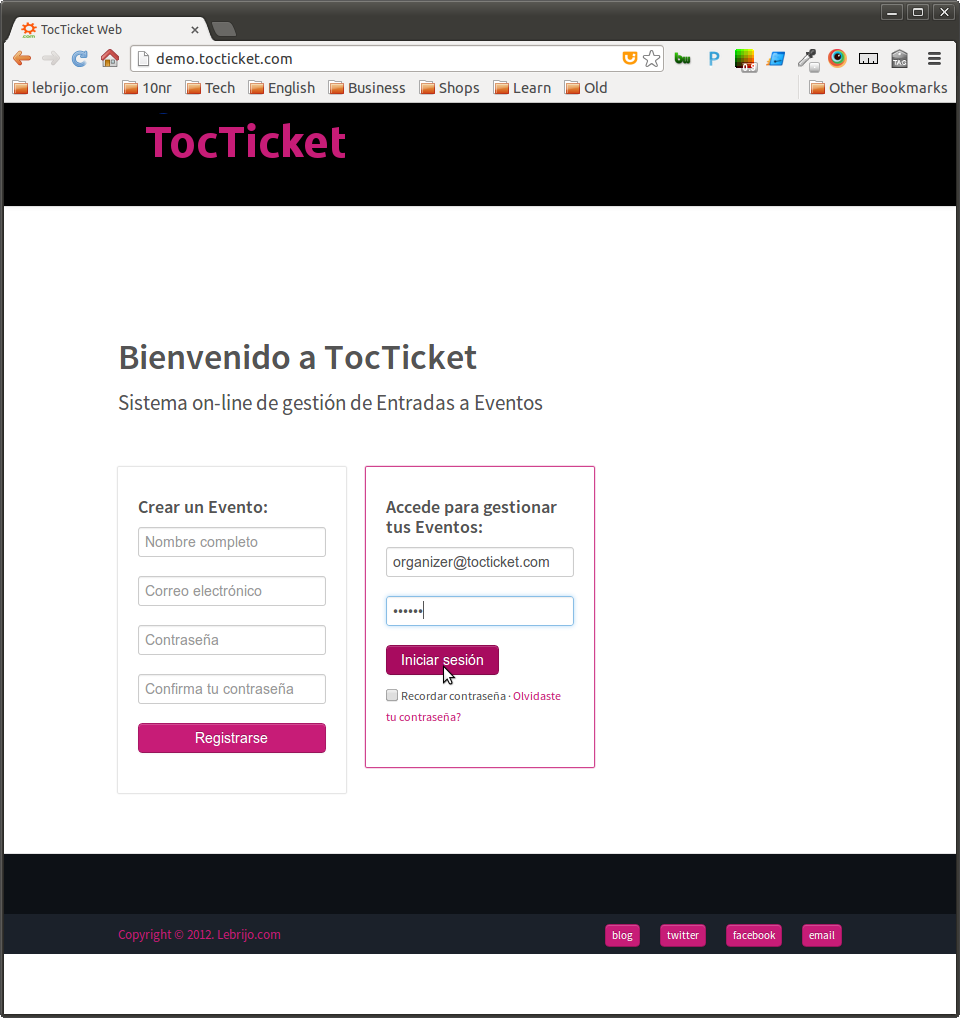 TocTicket Web
demo.tocticket.com
lebrijo.com 10nr Tech English Business Shops Learn Old Other Bookmarks
TocTicket
Bienvenido a TocTicket
Sistema on-line de gestión de Entradas a Eventos
Crear un Evento:
Nombre completo
Correo electrónico
Contraseña
Confirma tu contraseña
Registrarse
Accede para gestionar
tus Eventos:
organizer@tocticket.com
••••••
Iniciar sesión
Recordar contraseña · Olvidaste
tu contraseña?
Copyright © 2012. Lebrijo.com
blog twitter facebook email